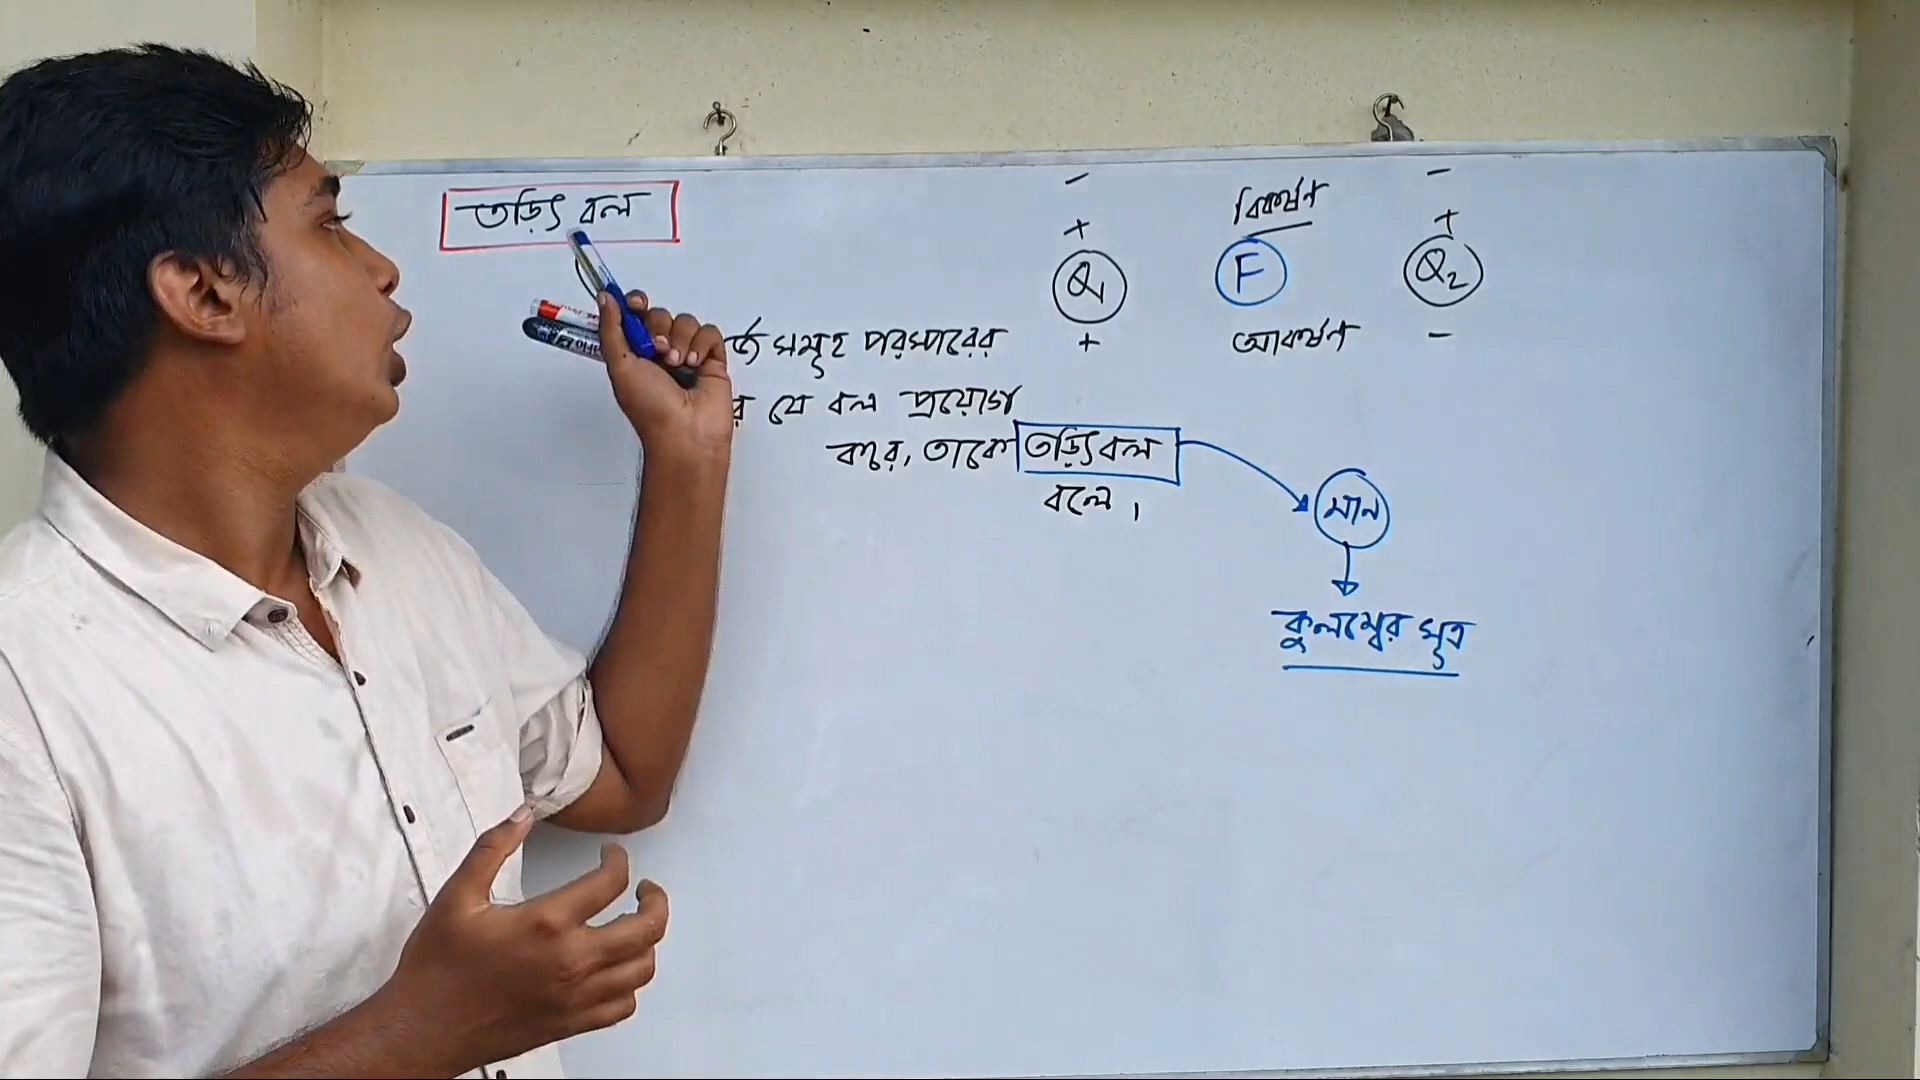 তড়িৎ বল
সমূহ পরস্পরের
যে বল প্রয়োগ
করে, তাকে তড়িৎ বল
বলে।
- বিকর্ষণ -
+ +
Q1 F Q2
+ আকর্ষণ -
মান
কুলম্বের সূত্র